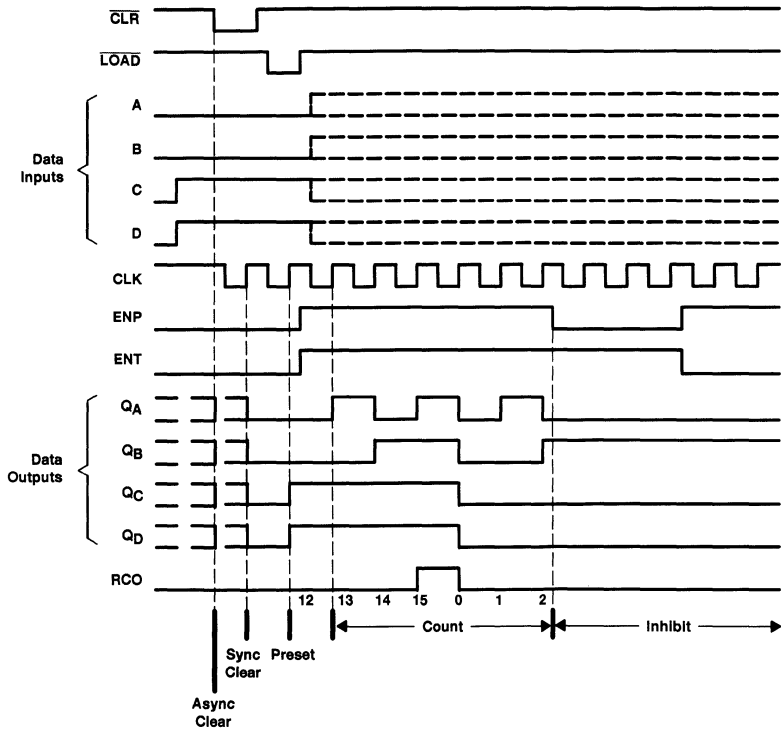 CLR
LOAD
A
B
Data
Inputs
C
D
CLK
ENP
ENT
QA
QB
Data
Outputs
QC
QD
RCO
12 13 14 15 0 1 2
Count
Inhibit
Sync
Clear
Preset
Async
Clear